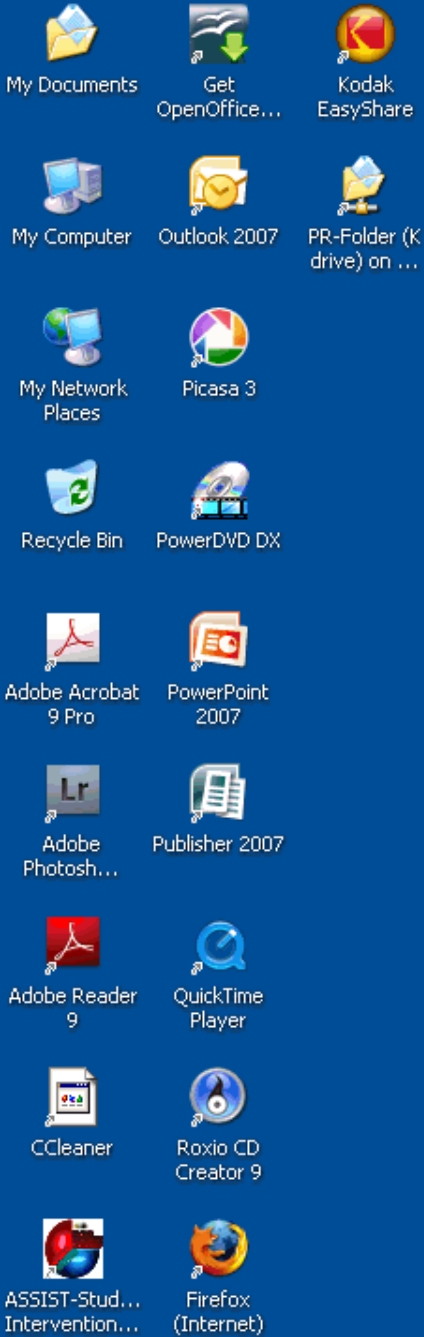 My Documents
Get
OpenOffice...
Kodak
EasyShare
My Computer
Outlook 2007
PR-Folder (K
drive) on ...
My Network
Places
Picasa 3
Recycle Bin
PowerDVD DX
Adobe Acrobat
9 Pro
PowerPoint
2007
Lr
Adobe
Photosh...
Publisher 2007
Adobe Reader
9
QuickTime
Player
CCleaner
Roxio CD
Creator 9
ASSIST-Stud...
Intervention...
Firefox
(Internet)